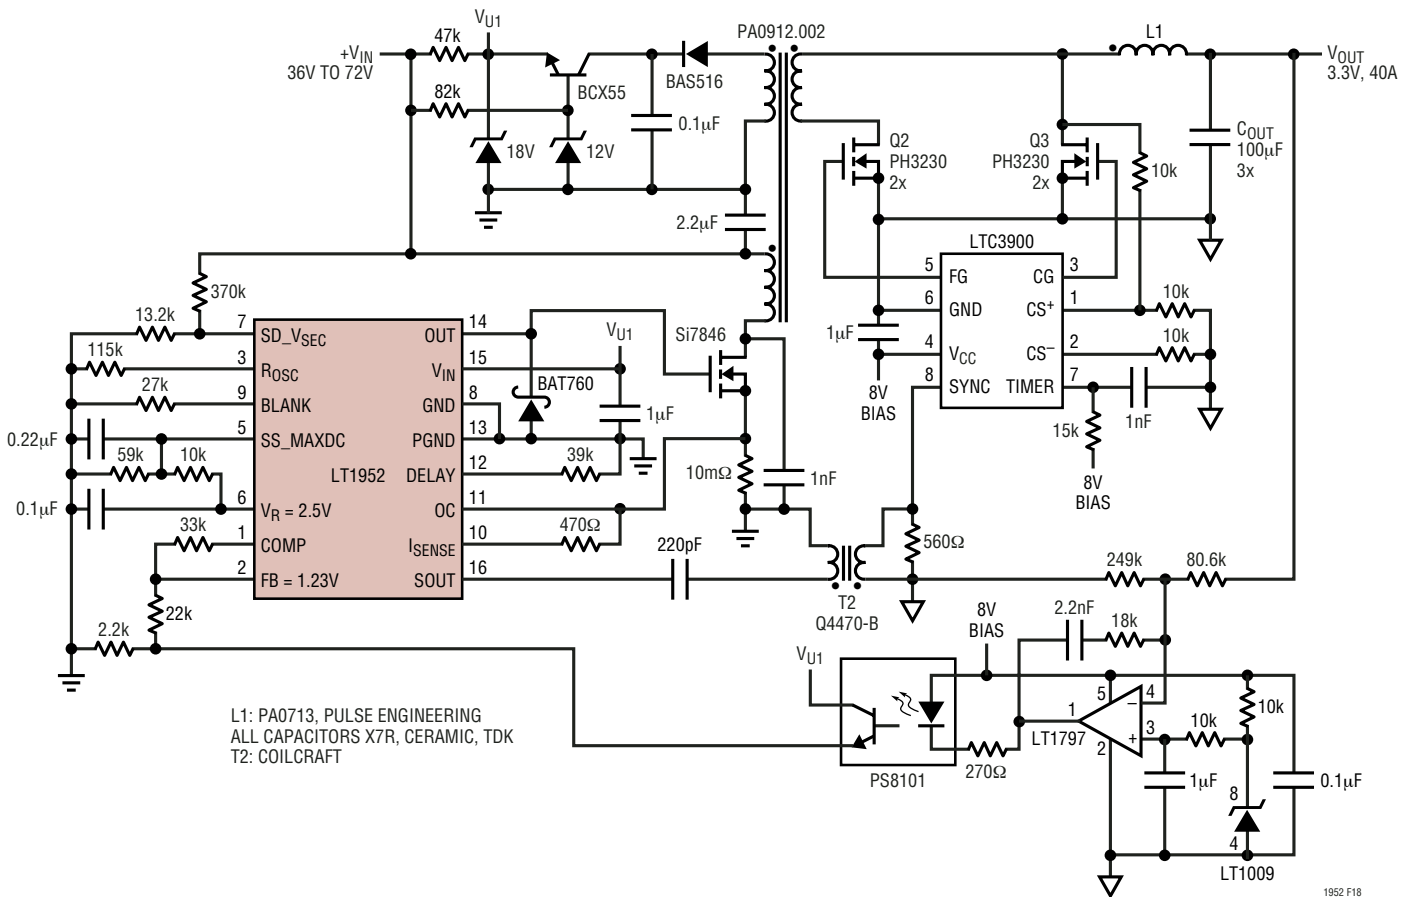 PA0912.002
L1
VU1
47k
+VIN
36V TO 72V
VOUT
3.3V, 40A
BCX55
BAS516
82k
0.1µF
18V
12V
Q2
PH3230
2x
Q3
PH3230
2x
10k
COUT
100µF
3x
2.2µF
LTC3900
5
FG
CG
3
6
GND
CS+
1
10k
1µF
4
VCC
CS–
2
10k
8
SYNC
TIMER
7
8V
BIAS
1nF
15k
8V
BIAS
370k
13.2k
7
SD_VSEC
OUT
14
Si7846
VU1
115k
3
ROSC
VIN
15
BAT760
27k
9
BLANK
GND
8
1µF
0.22µF
5
SS_MAXDC
PGND
13
59k
10k
LT1952
DELAY
12
39k
10mΩ
1nF
0.1µF
6
VR = 2.5V
OC
11
33k
1
COMP
ISENSE
10
470Ω
2
FB = 1.23V
SOUT
16
220pF
560Ω
22k
T2
Q4470-B
249k
80.6k
2.2k
8V
BIAS
2.2nF
18k
VU1
5
4
–
1
3
+
2
LT1797
10k
10k
270Ω
PS8101
1µF
8
4
LT1009
0.1µF
L1: PA0713, PULSE ENGINEERING
ALL CAPACITORS X7R, CERAMIC, TDK
T2: COILCRAFT
1952 F18